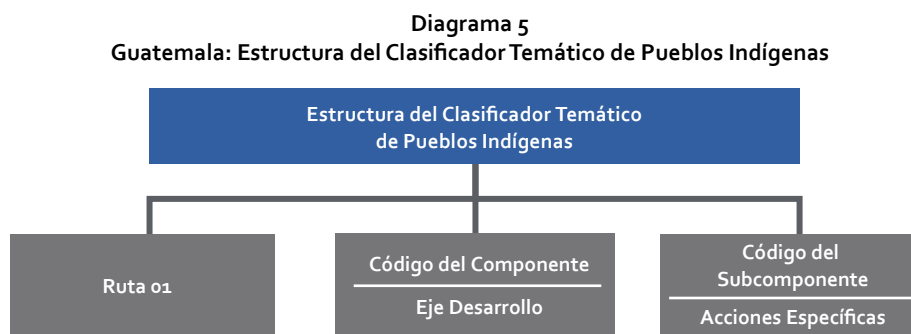 Diagrama 5
Guatemala: Estructura del Clasificador Temático de Pueblos Indígenas
Estructura del Clasificador Temático
de Pueblos Indígenas
Ruta 01
Código del Componente
Eje Desarrollo
Código del
Subcomponente
Acciones Específicas